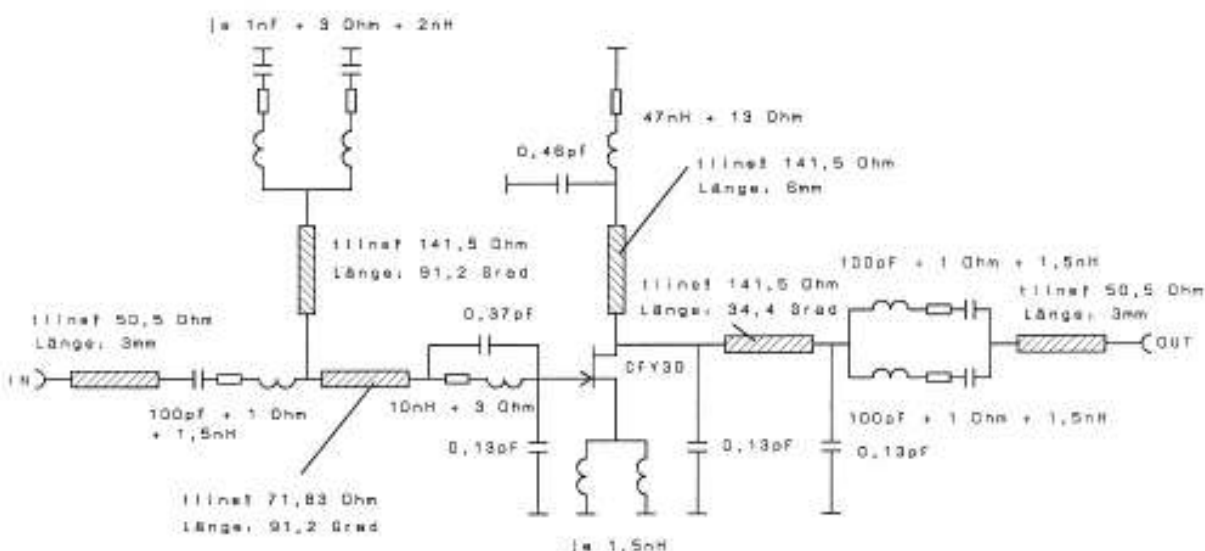 je 1nF + 3 Ohm + 2nH
47nH + 13 Ohm
0,46pF
tline† 141,5 Ohm
Länge: 6mm
tline† 141,5 Ohm
Länge: 91,2 Grad
100pF + 1 Ohm + 1,5nH
tline† 141,5 Ohm
Länge: 34,4 Grad
tline† 50,5 Ohm
Länge: 3mm
tline† 50,5 Ohm
Länge: 3mm
0,37pF
CFY30
OUT
IN
100pF + 1 Ohm
+ 1,5nH
10nH + 3 Ohm
100pF + 1 Ohm + 1,5nH
0,13pF
0,13pF
0,13pF
tline† 71,83 Ohm
Länge: 91,2 Grad
je 1,5nH